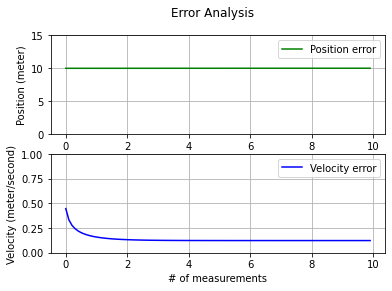 Error Analysis
Position (meter)
15
10
5
0
Position error
0 2 4 6 8 10
Velocity (meter/second)
1.00
0.75
0.50
0.25
0.00
Velocity error
0 2 4 6 8 10
# of measurements